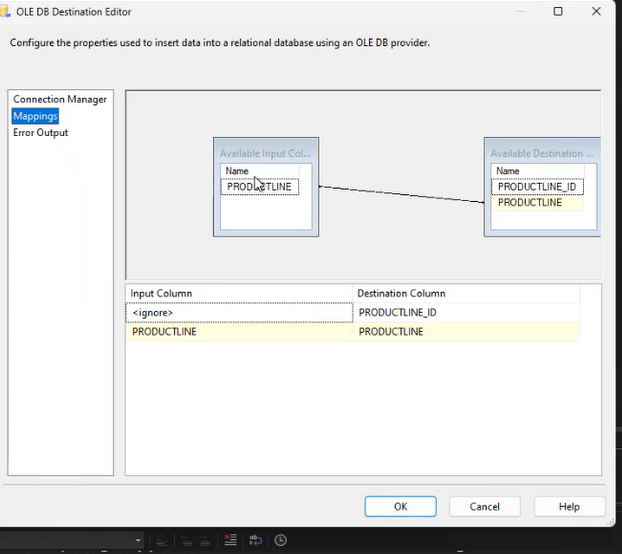 OLE DB Destination Editor
Configure the properties used to insert data into a relational database using an OLE DB provider.
Connection Manager
Mappings
Error Output
Available Input Col...
Name
PRODUCTLINE
Available Destination ...
Name
PRODUCTLINE_ID
PRODUCTLINE
Input Column Destination Column
<ignore> PRODUCTLINE_ID
PRODUCTLINE PRODUCTLINE
OK Cancel Help